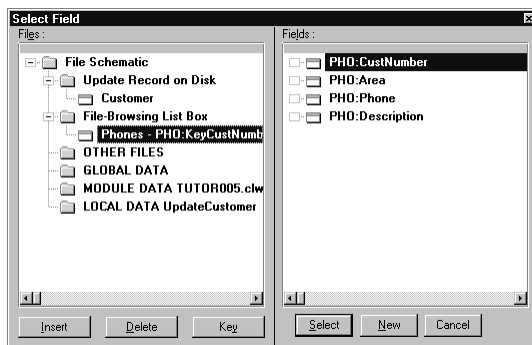 Select Field
Files :
File Schematic
Update Record on Disk
Customer
File-Browsing List Box
Phones - PHO:KeyCustNumb
OTHER FILES
GLOBAL DATA
MODULE DATA TUTOR005.clw
LOCAL DATA UpdateCustomer
Insert
Delete
Key
Fields :
PHO:CustNumber
PHO:Area
PHO:Phone
PHO:Description
Select
New
Cancel